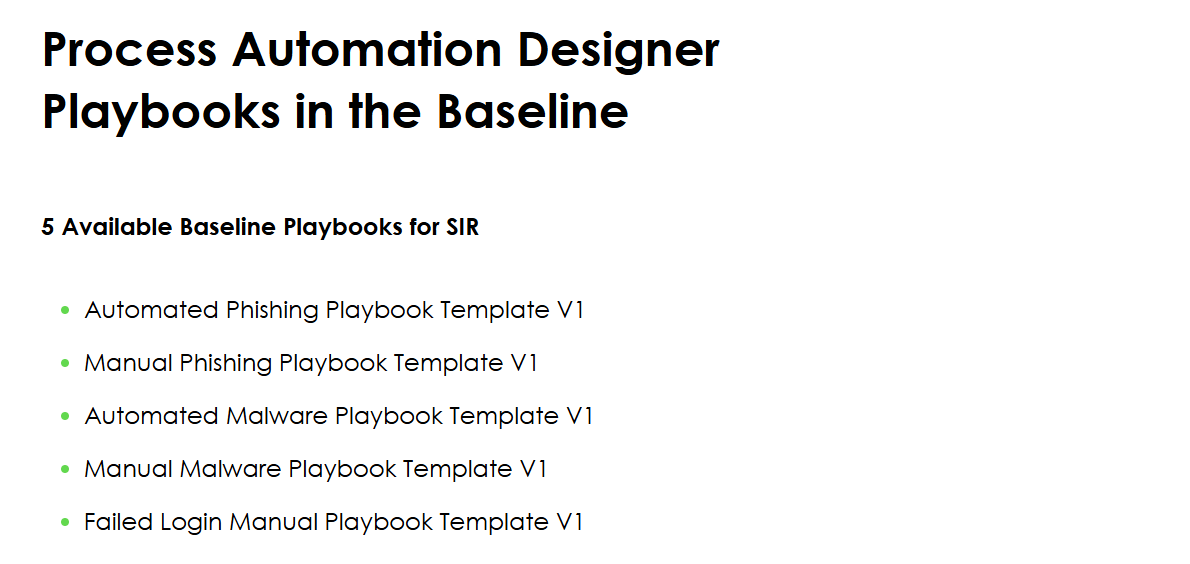 Process Automation Designer
Playbooks in the Baseline
5 Available Baseline Playbooks for SIR
Automated Phishing Playbook Template V1
Manual Phishing Playbook Template V1
Automated Malware Playbook Template V1
Manual Malware Playbook Template V1
Failed Login Manual Playbook Template V1